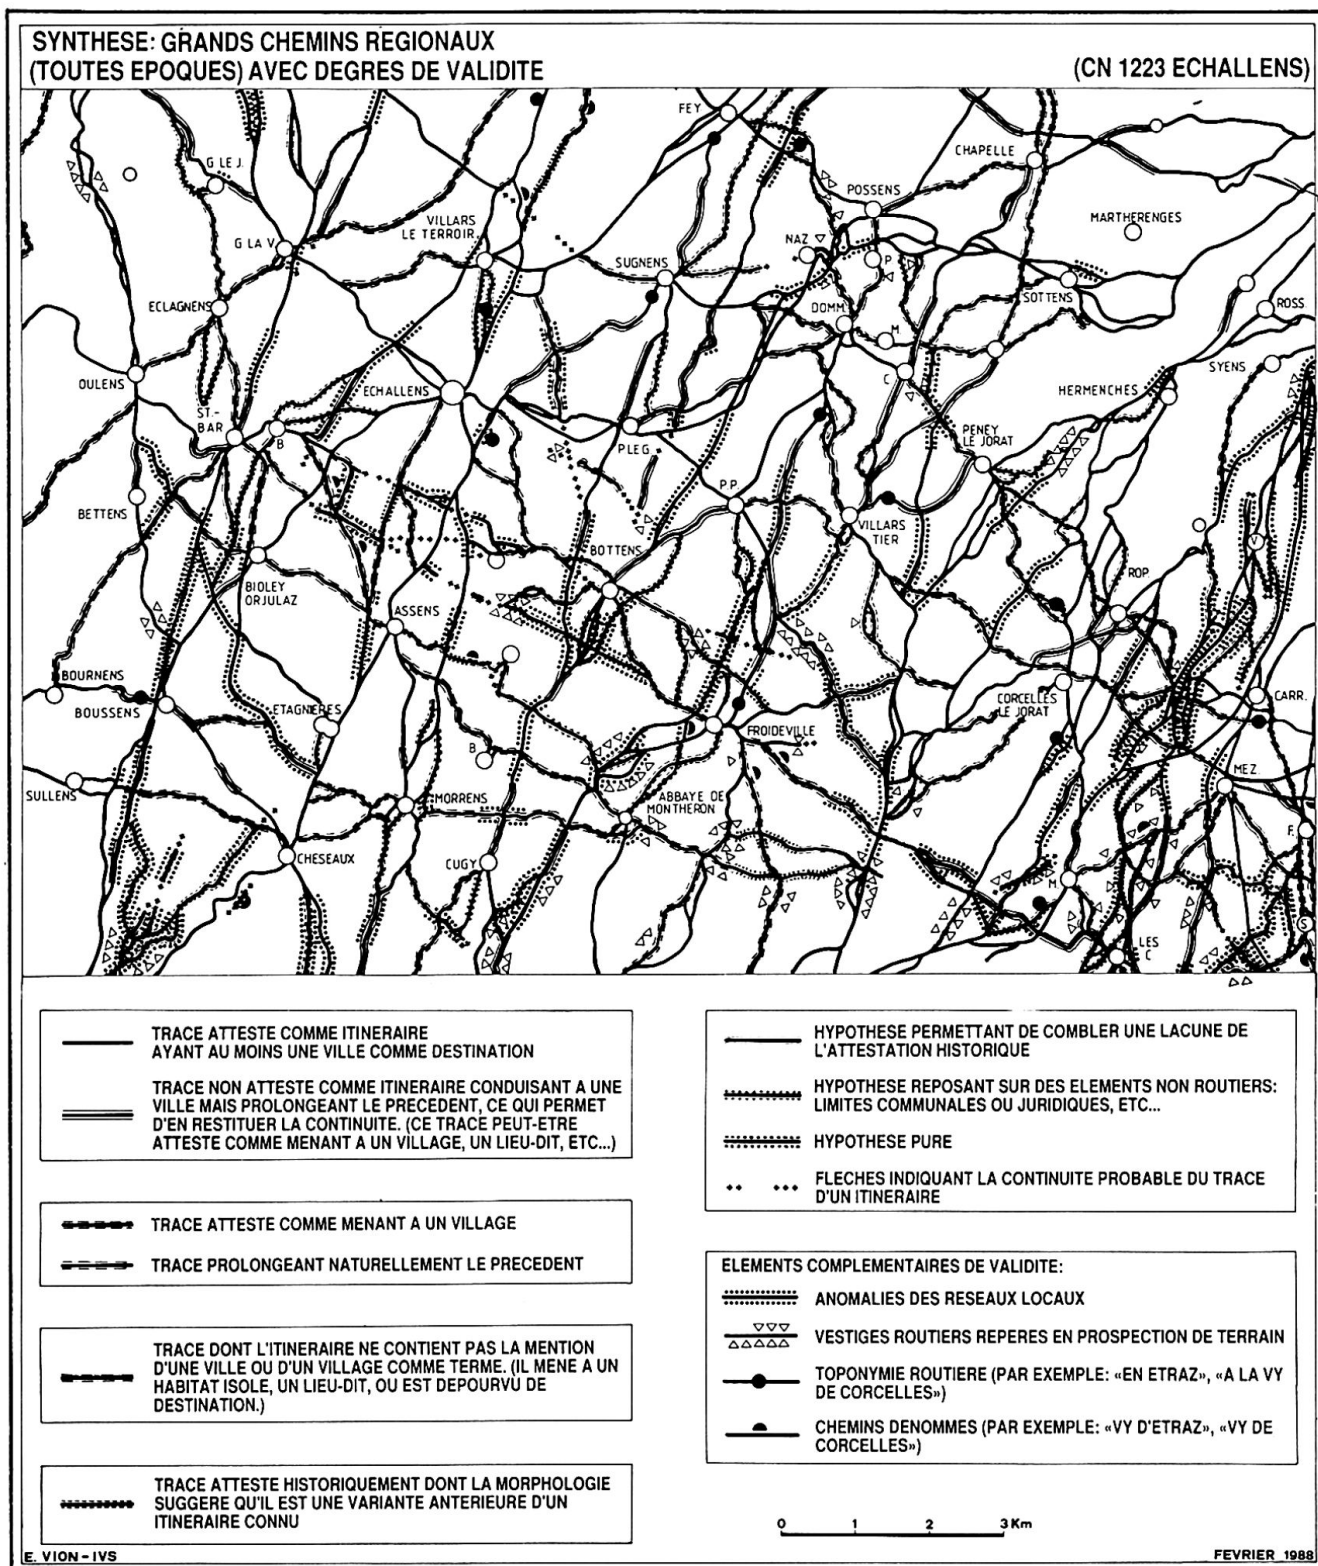 SYNTHESE: GRANDS CHEMINS REGIONAUX
(TOUTES EPOQUES) AVEC DEGRES DE VALIDITE
(CN 1223 ECHALLENS)
FEY
CHAPELLE
G LE J.
POSSENS
MARTHERENGES
VILLARS
LE TERROIR
G LA V.
NAZ
SUGNENS
P.
SOTTENS
ECLAGNENS
DOMM.
ROSS.
M.
OULENS
ECHALLENS
C
SYENS
HERMENCHES
ST.-
BAR
B
PLEG.
PENEY
LE JORAT
P.P.
BETTENS
VILLARS
TIER
V
BOTTENS
BIOLEY
ORJULAZ
ROP.
ASSENS
BOURNENS
BOUSSENS
ETAGNERES
CORCELLES
LE JORAT
CARR.
FROIDEVILLE
B
MEZ.
SULLENS
MORRENS
ABBAYE DE
MONTHERON
F.
CHESEAUX
CUGY
M
S
LES
C
TRACE ATTESTE COMME ITINERAIRE
AYANT AU MOINS UNE VILLE COMME DESTINATION
TRACE NON ATTESTE COMME ITINERAIRE CONDUISANT A UNE
VILLE MAIS PROLONGEANT LE PRECEDENT, CE QUI PERMET
D'EN RESTITUER LA CONTINUITE. (CE TRACE PEUT-ETRE
ATTESTE COMME MENANT A UN VILLAGE, UN LIEU-DIT, ETC...)
TRACE ATTESTE COMME MENANT A UN VILLAGE
TRACE PROLONGEANT NATURELLEMENT LE PRECEDENT
TRACE DONT L'ITINERAIRE NE CONTIENT PAS LA MENTION
D'UNE VILLE OU D'UN VILLAGE COMME TERME. (IL MENE A UN
HABITAT ISOLE, UN LIEU-DIT, OU EST DEPOURVU DE
DESTINATION.)
TRACE ATTESTE HISTORIQUEMENT DONT LA MORPHOLOGIE
SUGGERE QU'IL EST UNE VARIANTE ANTERIEURE D'UN
ITINERAIRE CONNU
HYPOTHESE PERMETTANT DE COMBLER UNE LACUNE DE
L'ATTESTATION HISTORIQUE
HYPOTHESE REPOSANT SUR DES ELEMENTS NON ROUTIERS:
LIMITES COMMUNALES OU JURIDIQUES, ETC...
HYPOTHESE PURE
FLECHES INDIQUANT LA CONTINUITE PROBABLE DU TRACE
D'UN ITINERAIRE
ELEMENTS COMPLEMENTAIRES DE VALIDITE:
ANOMALIES DES RESEAUX LOCAUX
VESTIGES ROUTIERS REPERES EN PROSPECTION DE TERRAIN
TOPONYMIE ROUTIERE (PAR EXEMPLE: «EN ETRAZ», «A LA VY
DE CORCELLES»)
CHEMINS DENOMMES (PAR EXEMPLE: «VY D'ETRAZ», «VY DE
CORCELLES»)
0 1 2 3 Km
E. VION - IVS
FEVRIER 1988